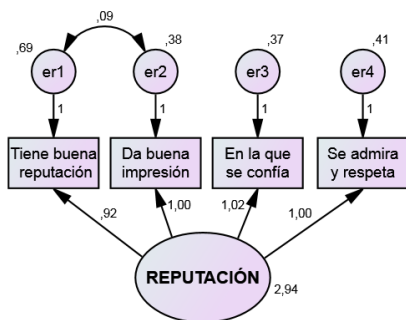 ,09
,69
,38
,37
,41
er1
er2
er3
er4
1
1
1
1
Tiene buena
reputación
Da buena
impresión
En la que
se confía
Se admira
y respeta
,92
1,00
1,02
1,00
REPUTACIÓN
2,94